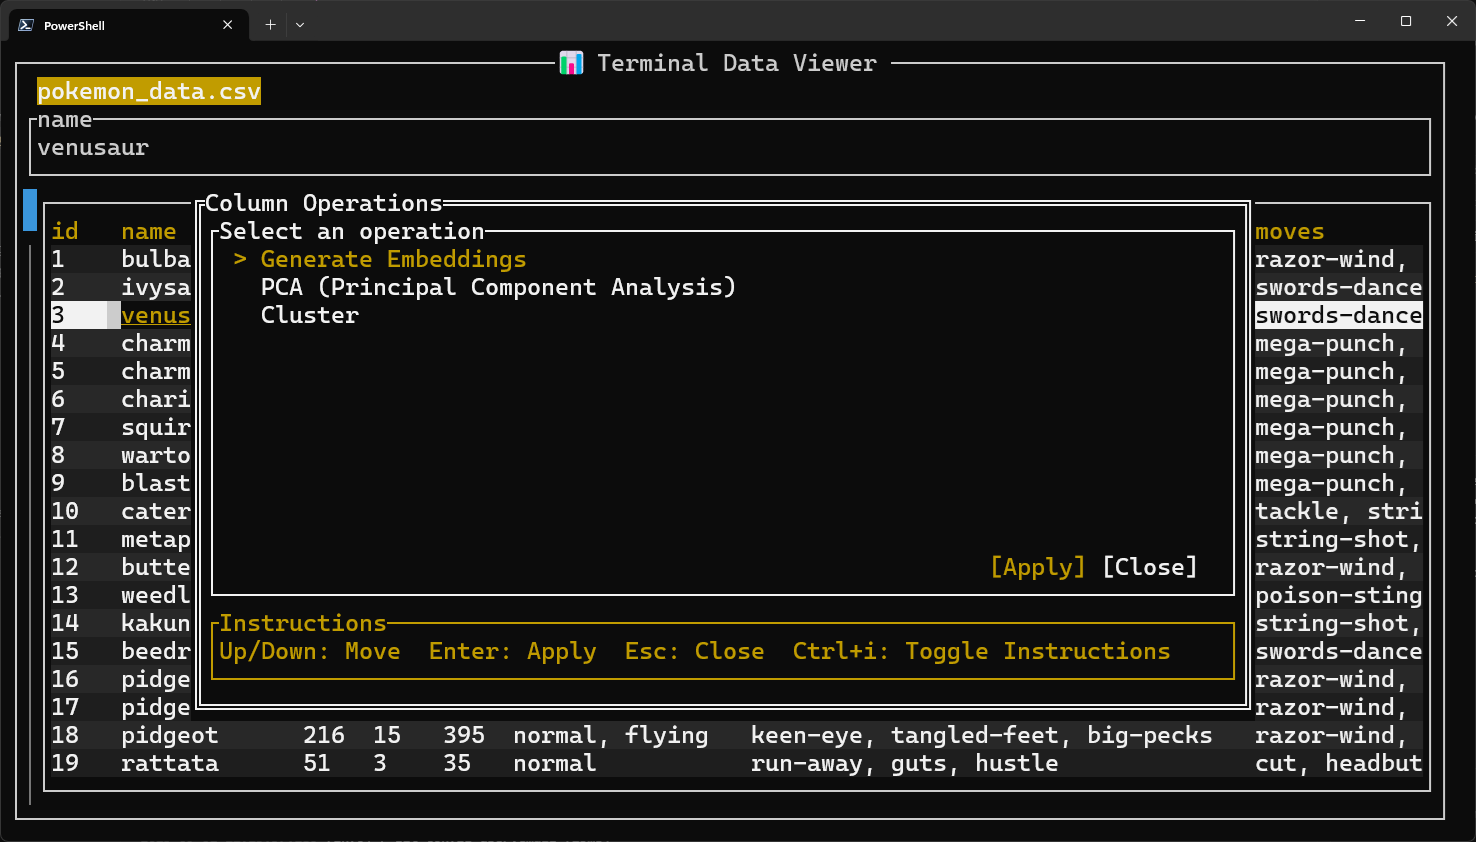 PowerShell
Terminal Data Viewer
pokemon_data.csv
name
venusaur
Column Operations
Select an operation
> Generate Embeddings
PCA (Principal Component Analysis)
Cluster
[Apply] [Close]
Instructions
Up/Down: Move Enter: Apply Esc: Close Ctrl+i: Toggle Instructions
id name moves
1 bulba razor-wind,
2 ivysa swords-dance
3 venus swords-dance
4 charm mega-punch,
5 charm mega-punch,
6 chari mega-punch,
7 squir mega-punch,
8 warto mega-punch,
9 blast mega-punch,
10 cater tackle, stri
11 metap string-shot,
12 butte razor-wind,
13 weedl poison-sting
14 kakun string-shot,
15 beedr swords-dance
16 pidge razor-wind,
17 pidge razor-wind,
18 pidgeot 216 15 395 normal, flying keen-eye, tangled-feet, big-pecks razor-wind,
19 rattata 51 3 35 normal run-away, guts, hustle cut, headbut